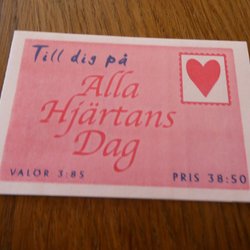 Till dig på
Alla
Hjärtans
Dag
VALÖR 3:85
PRIS 38:50